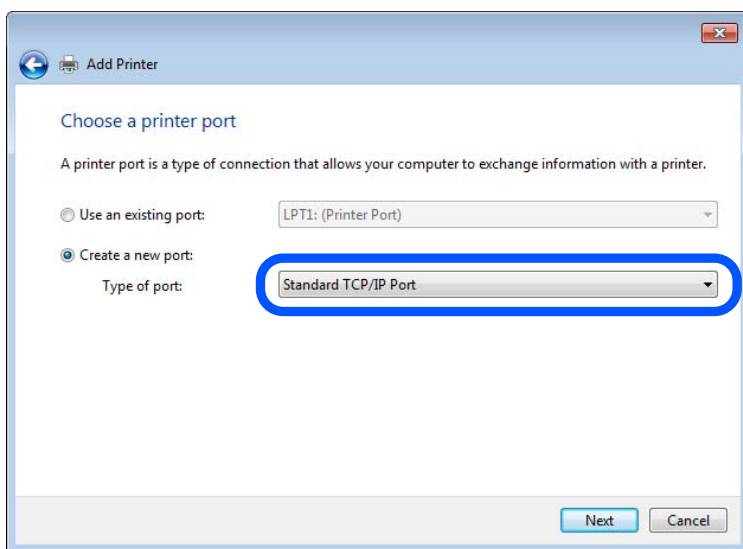 Add Printer
Choose a printer port
A printer port is a type of connection that allows your computer to exchange information with a printer.
Use an existing port: LPT1: (Printer Port)
Create a new port:
Type of port: Standard TCP/IP Port
Next Cancel